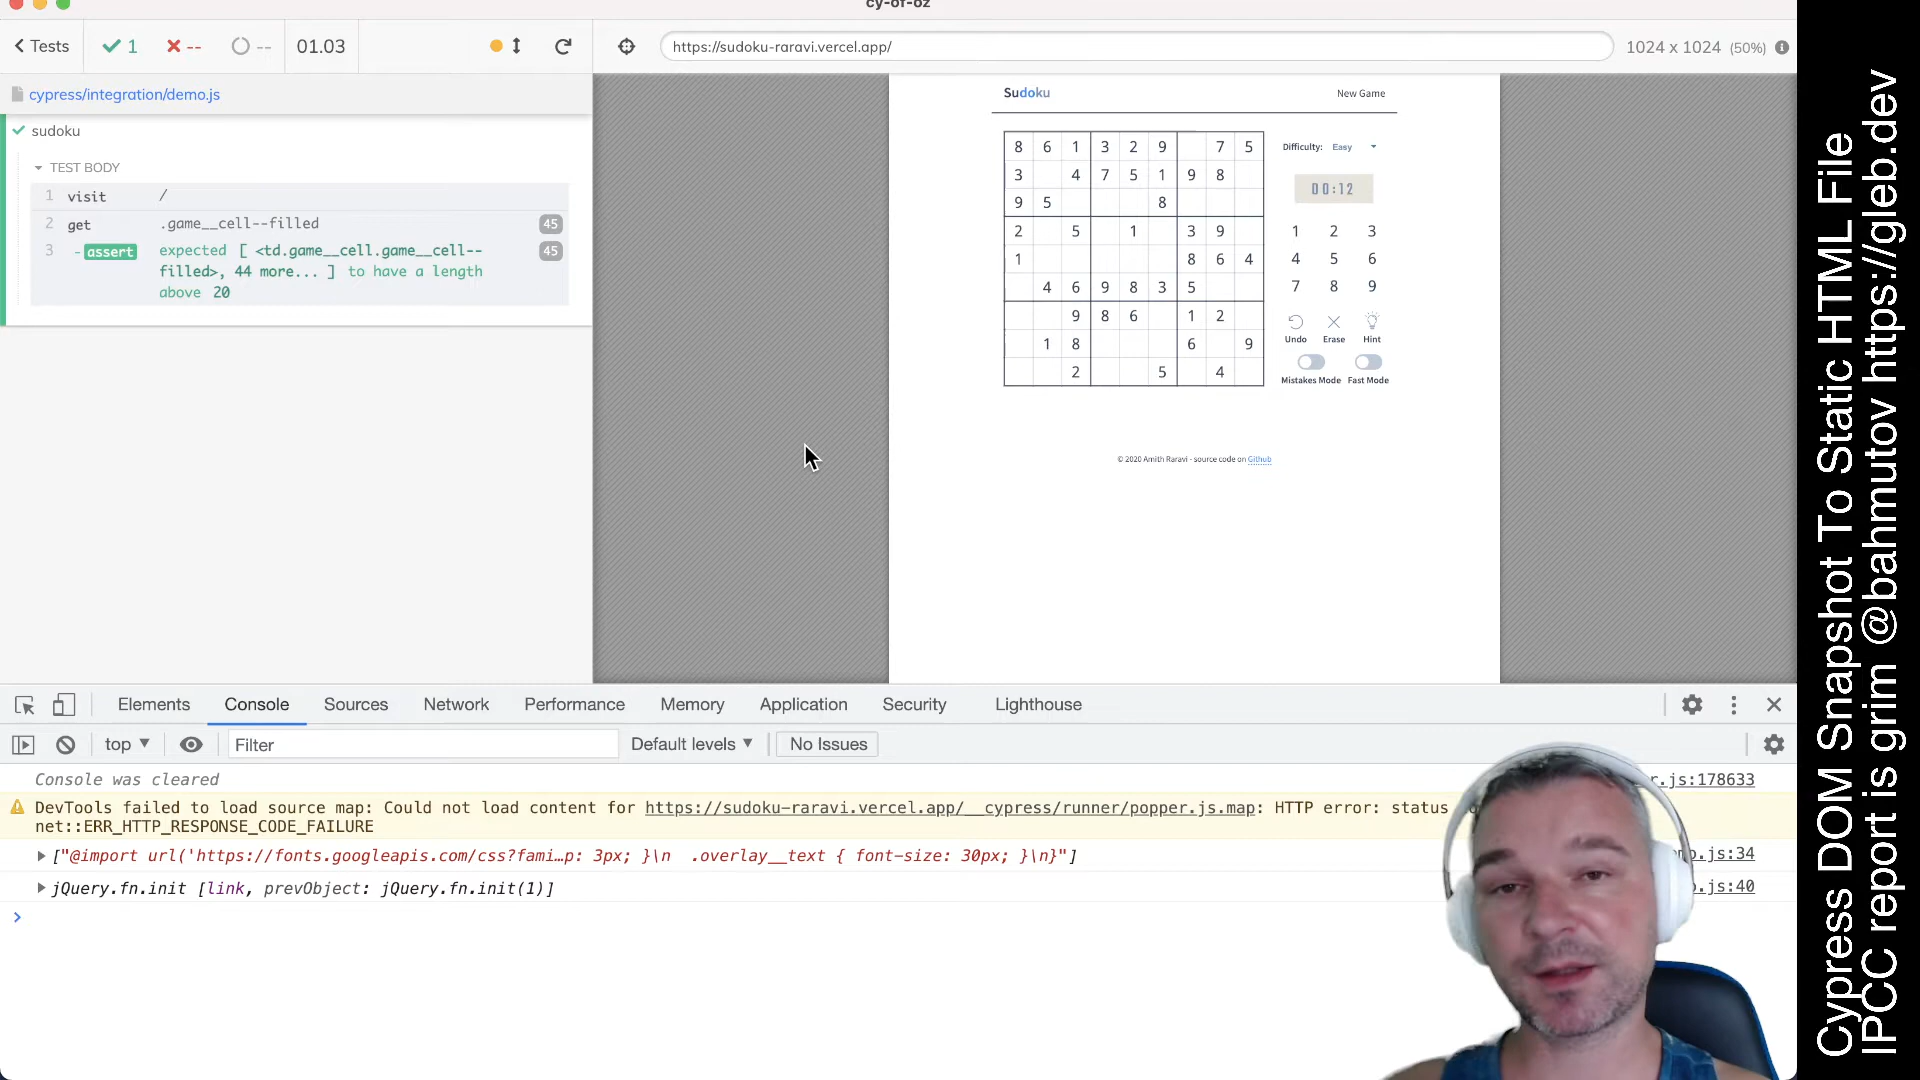 cy-of-oz
Tests
1
--
--
01.03
https://sudoku-raravi.vercel.app/
1024 x 1024 (50%)
cypress/integration/demo.js
sudoku
TEST BODY
1 visit /
2 get .game__cell--filled 45
3 -assert expected [ <td.game__cell.game__cell--
filled>, 44 more... ] to have a length
above 20
45
Sudoku
New Game
8 6 1 3 2 9 7 5
3 4 7 5 1 9 8
9 5 8
2 5 1 3 9
1 8 6 4
4 6 9 8 3 5
9 8 6 1 2
1 8 6 9
2 5 4
Difficulty: Easy
00:12
1 2 3
4 5 6
7 8 9
Undo Erase Hint
Mistakes Mode Fast Mode
© 2020 Amith Raravi - source code on Github
Elements Console Sources Network Performance Memory Application Security Lighthouse
top
Filter
Default levels
No Issues
Console was cleared
r.js:178633
DevTools failed to load source map: Could not load content for https://sudoku-raravi.vercel.app/__cypress/runner/popper.js.map: HTTP error: status
net::ERR_HTTP_RESPONSE_CODE_FAILURE
["@import url('https://fonts.googleapis.com/css?fami…p: 3px; }\n .overlay__text { font-size: 30px; }\n}"]
.js:34
jQuery.fn.init [link, prevObject: jQuery.fn.init(1)]
.js:40
Cypress DOM Snapshot To Static HTML File
IPCC report is grim @bahmutov https://gleb.dev